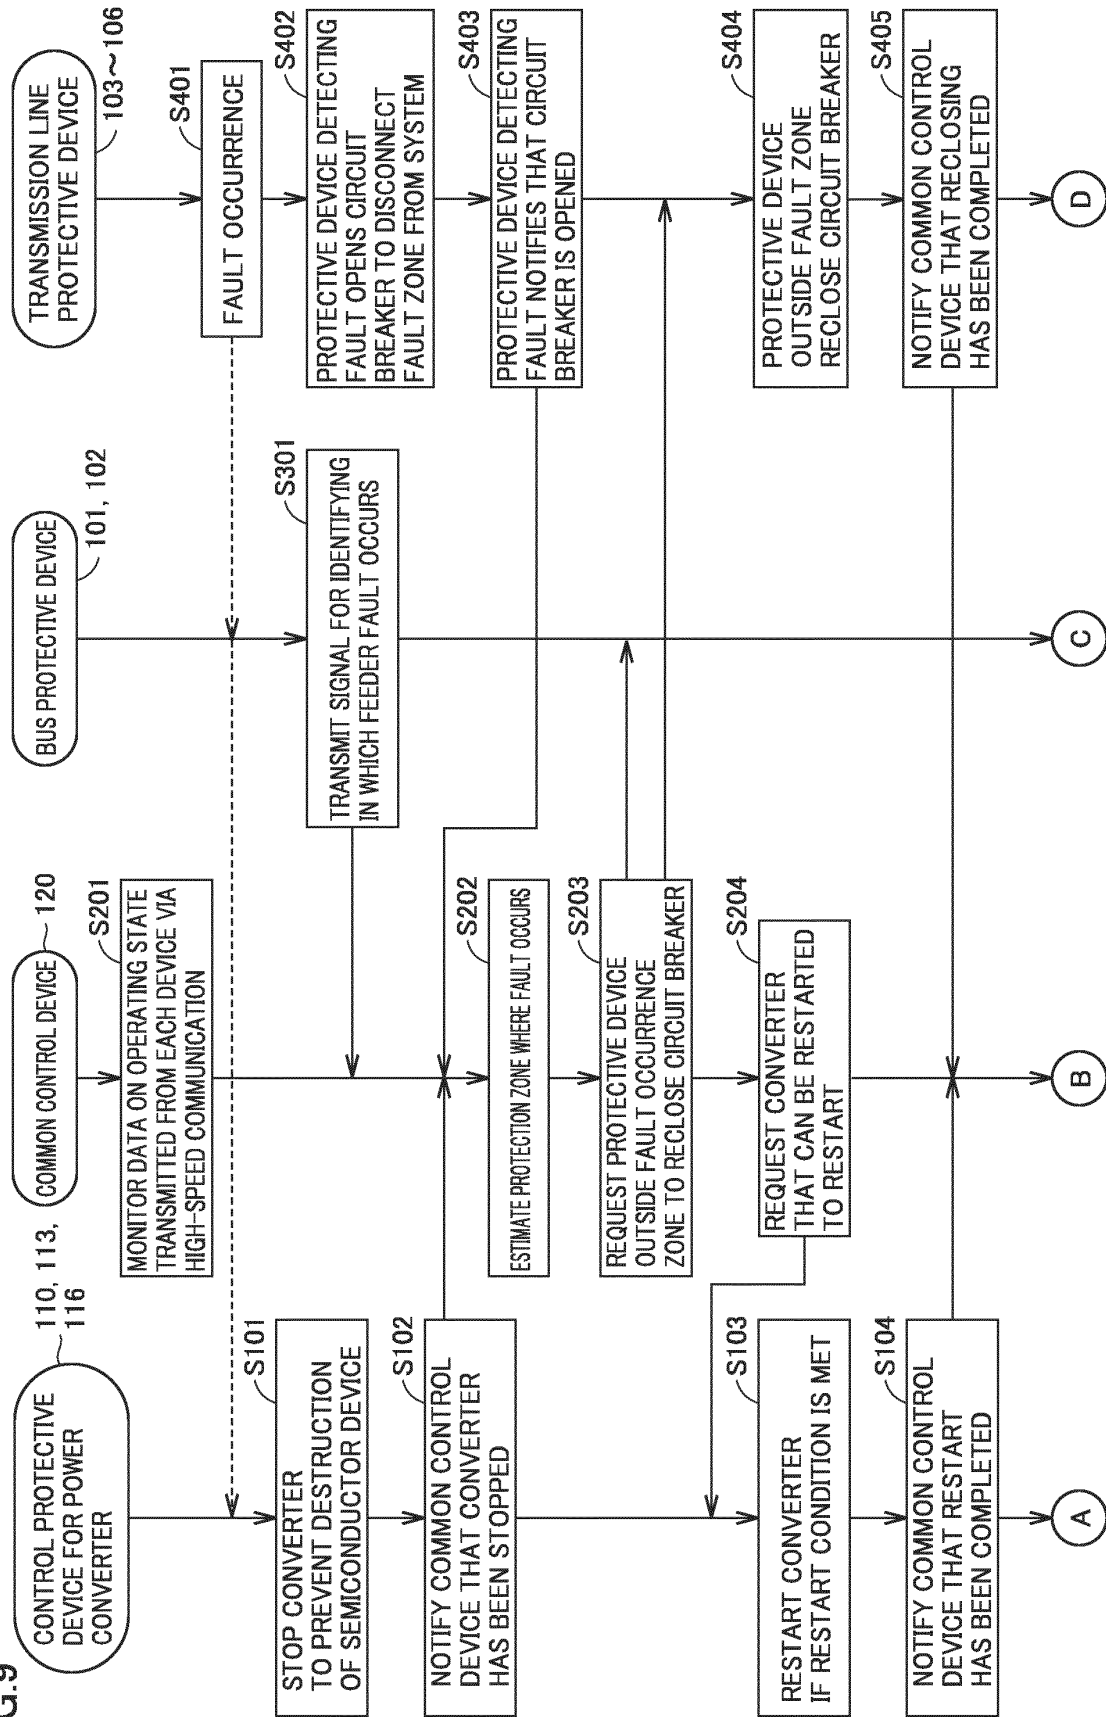 G.9
CONTROL PROTECTIVE
DEVICE FOR POWER
CONVERTER
110, 113,
116
S101
STOP CONVERTER
TO PREVENT DESTRUCTION
OF SEMICONDUCTOR DEVICE
S102
NOTIFY COMMON CONTROL
DEVICE THAT CONVERTER
HAS BEEN STOPPED
S103
RESTART CONVERTER
IF RESTART CONDITION IS MET
S104
NOTIFY COMMON CONTROL
DEVICE THAT RESTART
HAS BEEN COMPLETED
A
COMMON CONTROL DEVICE
120
S201
MONITOR DATA ON OPERATING STATE
TRANSMITTED FROM EACH DEVICE VIA
HIGH-SPEED COMMUNICATION
S202
ESTIMATE PROTECTION ZONE WHERE FAULT OCCURS
S203
REQUEST PROTECTIVE DEVICE
OUTSIDE FAULT OCCURRENCE
ZONE TO RECLOSE CIRCUIT BREAKER
S204
REQUEST CONVERTER
THAT CAN BE RESTARTED
TO RESTART
B
BUS PROTECTIVE DEVICE
101, 102
S301
TRANSMIT SIGNAL FOR IDENTIFYING
IN WHICH FEEDER FAULT OCCURS
C
TRANSMISSION LINE
PROTECTIVE DEVICE
103~106
S401
FAULT OCCURRENCE
S402
PROTECTIVE DEVICE DETECTING
FAULT OPENS CIRCUIT
BREAKER TO DISCONNECT
FAULT ZONE FROM SYSTEM
S403
PROTECTIVE DEVICE DETECTING
FAULT NOTIFIES THAT CIRCUIT
BREAKER IS OPENED
S404
PROTECTIVE DEVICE
OUTSIDE FAULT ZONE
RECLOSE CIRCUIT BREAKER
S405
NOTIFY COMMON CONTROL
DEVICE THAT RECLOSING
HAS BEEN COMPLETED
D